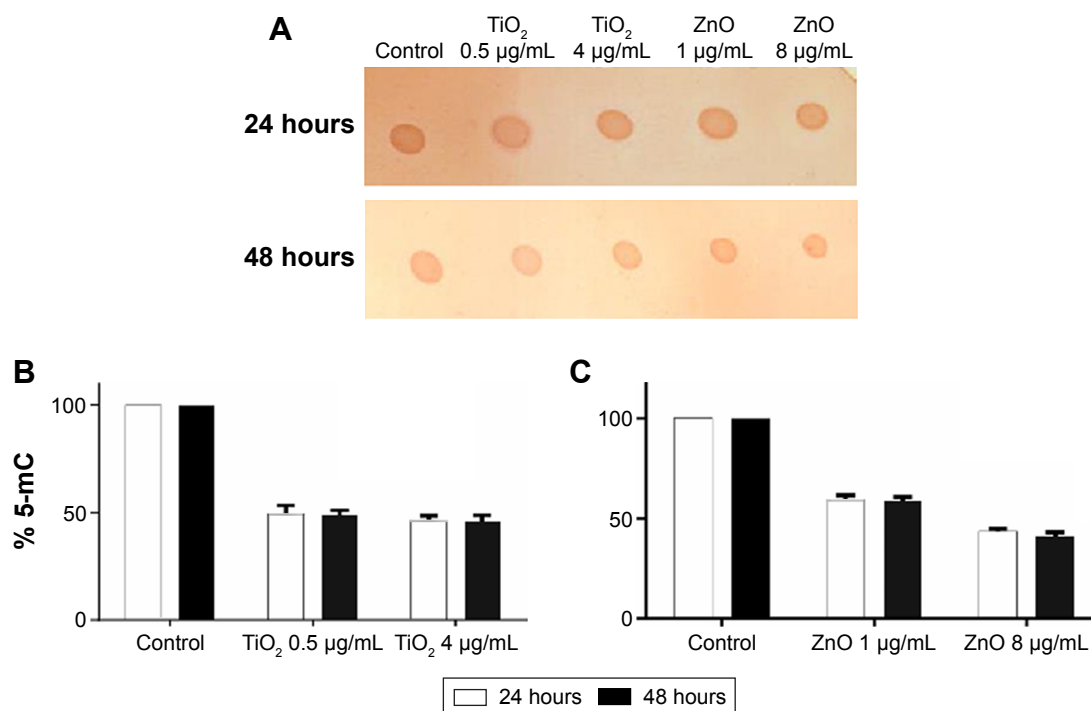 A
Control
TiO₂
0.5 µg/mL
TiO₂
4 µg/mL
ZnO
1 µg/mL
ZnO
8 µg/mL
24 hours
48 hours
B
% 5-mC
100
50
0
Control
TiO₂ 0.5 µg/mL
TiO₂ 4 µg/mL
C
100
50
0
Control
ZnO 1 µg/mL
ZnO 8 µg/mL
24 hours
48 hours